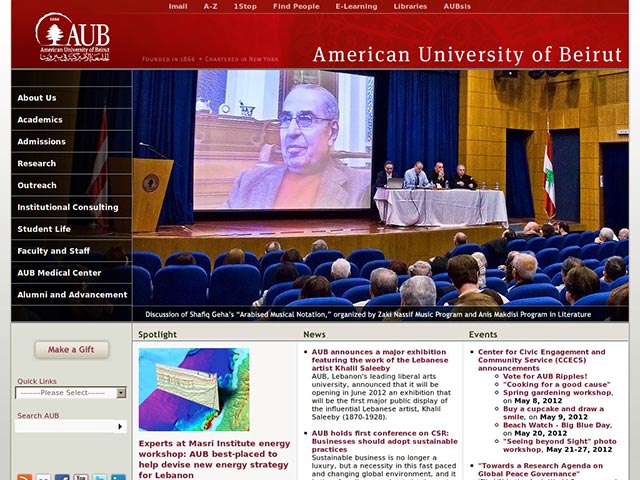 Imail A-Z 1Stop Find People E-Learning Libraries AUBsis
1866
AUB
American University of Beirut
الجامعة الأميركية في بيروت
FOUNDED IN 1866 • CHARTERED IN NEW YORK
American University of Beirut
About Us
Academics
Admissions
Research
Outreach
Institutional Consulting
Student Life
Faculty and Staff
AUB Medical Center
Alumni and Advancement
Discussion of Shafiq Geha's "Arabised Musical Notation," organized by Zaki Nassif Music Program and Anis Makdisi Program in Literature
Make a Gift
Quick Links
--------Please Select-------
Search AUB
Spotlight
Experts at Masri Institute energy
workshop: AUB best-placed to
help devise new energy strategy
for Lebanon
News
AUB announces a major exhibition
featuring the work of the Lebanese
artist Khalil Saleeby
AUB, Lebanon's leading liberal arts
university, announced that it will be
opening in June 2012 an exhibition that
will be the first major public display of
the influential Lebanese artist, Khalil
Saleeby (1870-1928).
AUB holds first conference on CSR:
Businesses should adopt sustainable
practices
Sustainable business is no longer a
luxury, but a necessity in this fast paced
and changing global environment, and it
Events
Center for Civic Engagement and
Community Service (CCECS)
announcements
Vote for AUB Ripples!
"Cooking for a good cause"
Spring gardening workshop,
on May 8, 2012
Buy a cupcake and draw a
smile, on May 9, 2012
Beach Watch - Big Blue Day,
on May 20, 2012
"Seeing beyond Sight" photo
workshop, May 21-27, 2012
"Towards a Research Agenda on
Global Peace Governance"